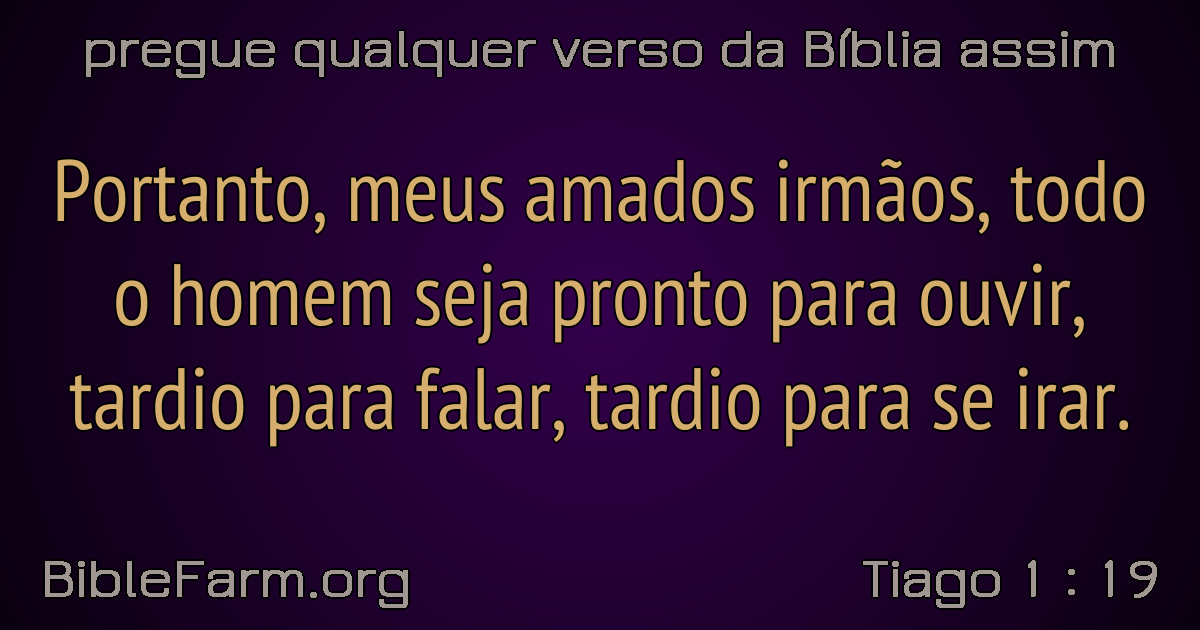 pregue qualquer verso da Bíblia assim
Portanto, meus amados irmãos, todo
o homem seja pronto para ouvir,
tardio para falar, tardio para se irar.
BibleFarm.org
Tiago 1 : 19